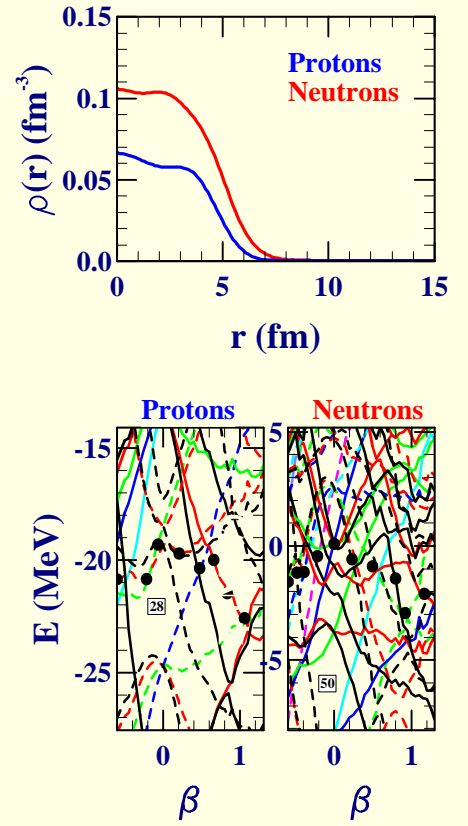 0.15
0.1
0.05
0.0
ρ(r) (fm⁻³)
Protons
Neutrons
0 5 10 15
r (fm)
Protons Neutrons
-15
-20
-25
E (MeV)
28
5
0
-5
50
0 1
0 1
β β